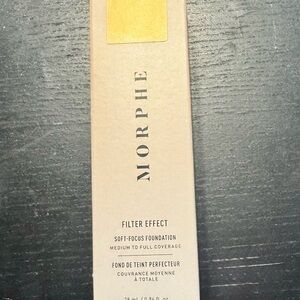 MORPHE
FILTER EFFECT
SOFT-FOCUS FOUNDATION
MEDIUM TO FULL COVERAGE
FOND DE TEINT PERFECTEUR
COUVRANCE MOYENNE
À TOTALE